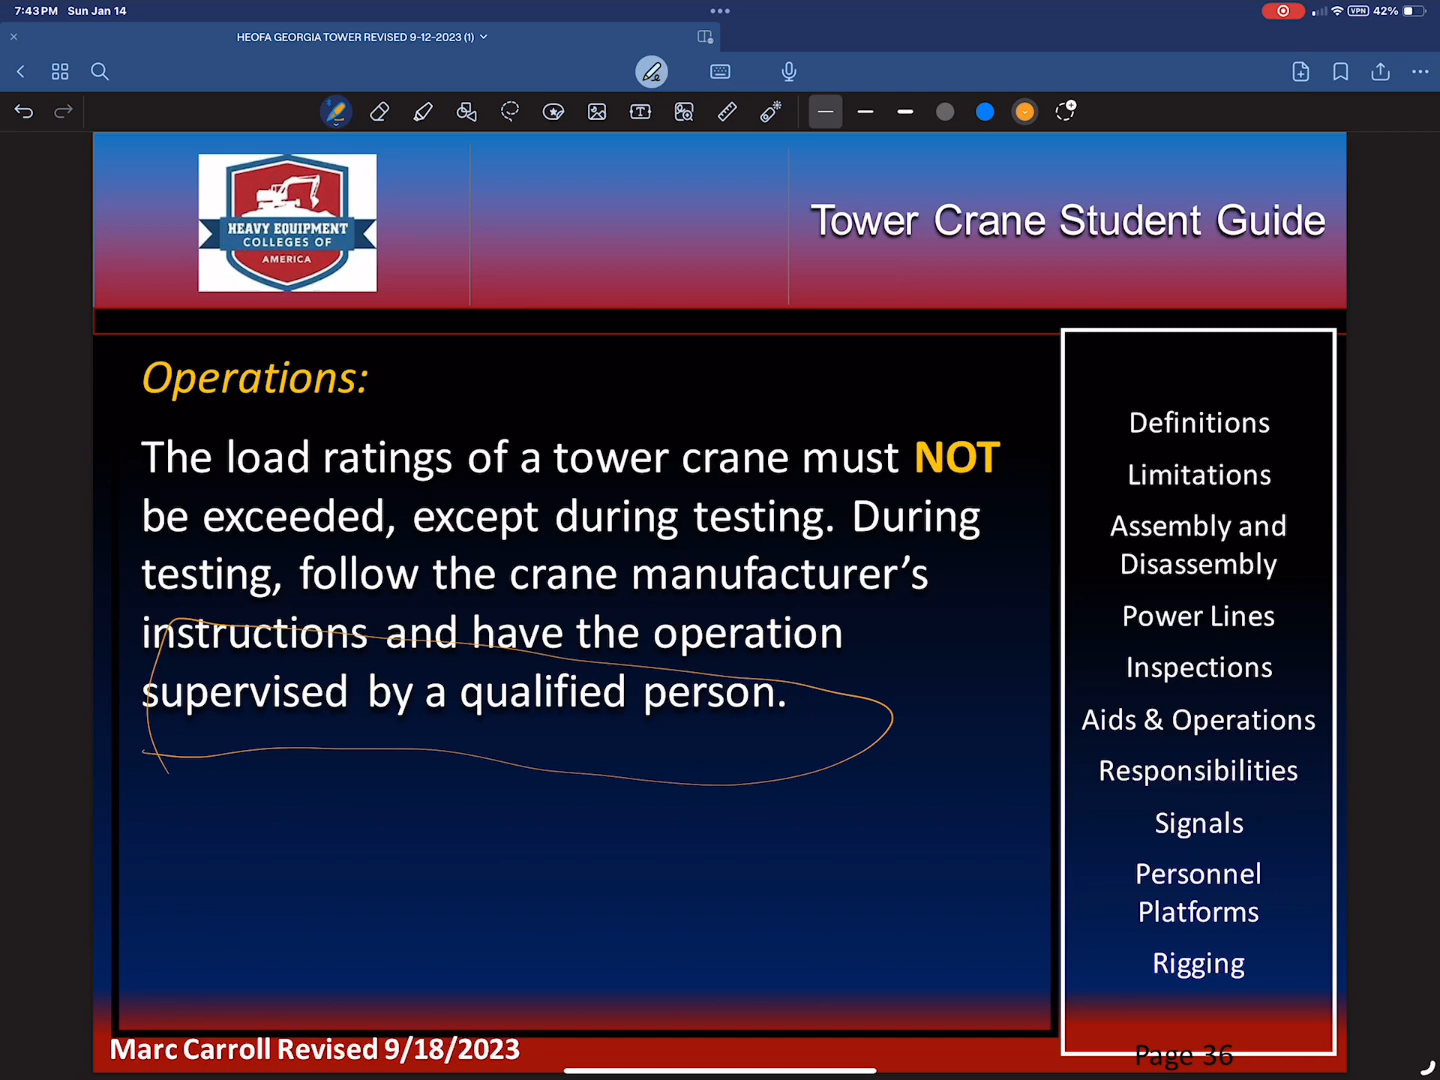 7:43 PM Sun Jan 14
VPN 42%
HEOFA GEORGIA TOWER REVISED 9-12-2023 (1)
HEAVY EQUIPMENT
COLLEGES OF
AMERICA
Tower Crane Student Guide
Operations:
The load ratings of a tower crane must NOT
be exceeded, except during testing. During
testing, follow the crane manufacturer’s
instructions and have the operation
supervised by a qualified person.
Definitions
Limitations
Assembly and
Disassembly
Power Lines
Inspections
Aids & Operations
Responsibilities
Signals
Personnel
Platforms
Rigging
Marc Carroll Revised 9/18/2023
Page 36